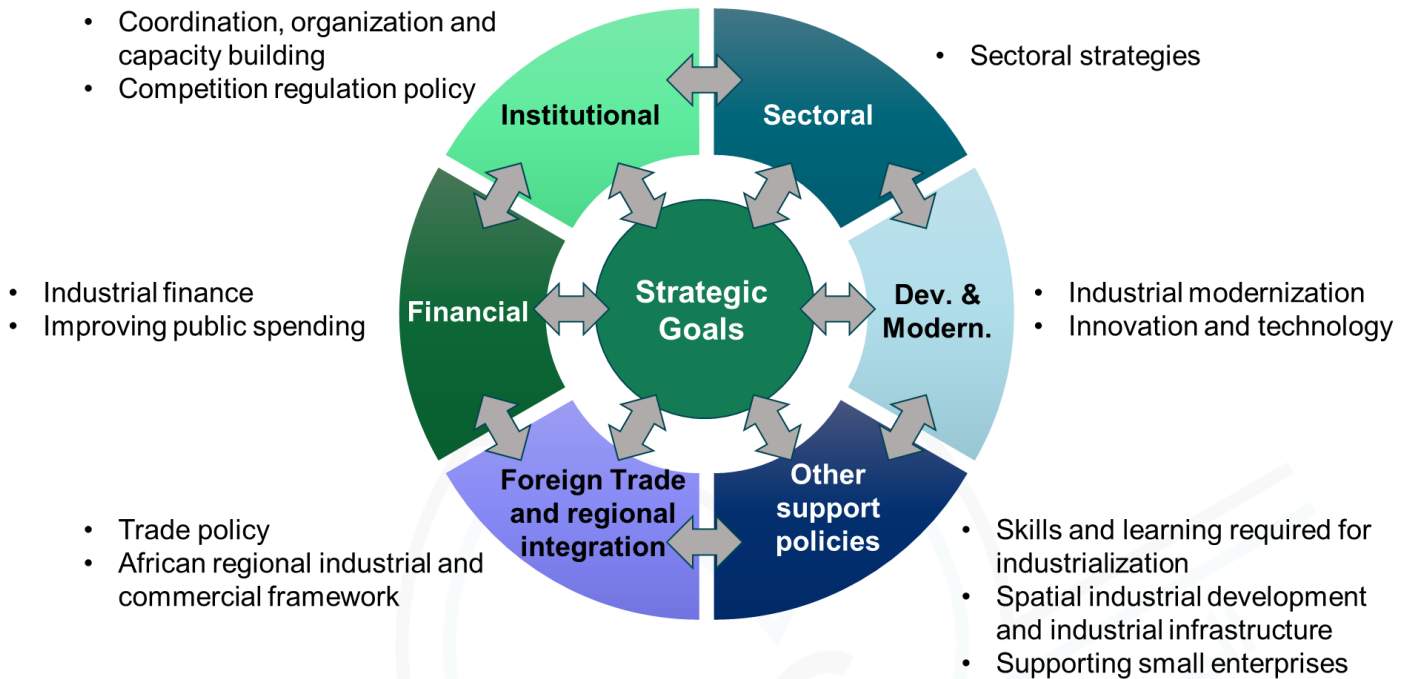 • Coordination, organization and
capacity building
• Competition regulation policy
Institutional
Sectoral
• Sectoral strategies
• Industrial finance
• Improving public spending
Financial
Strategic
Goals
Dev. &
Modern.
• Industrial modernization
• Innovation and technology
• Trade policy
• African regional industrial and
commercial framework
Foreign Trade
and regional
integration
Other
support
policies
• Skills and learning required for
industrialization
• Spatial industrial development
and industrial infrastructure
• Supporting small enterprises